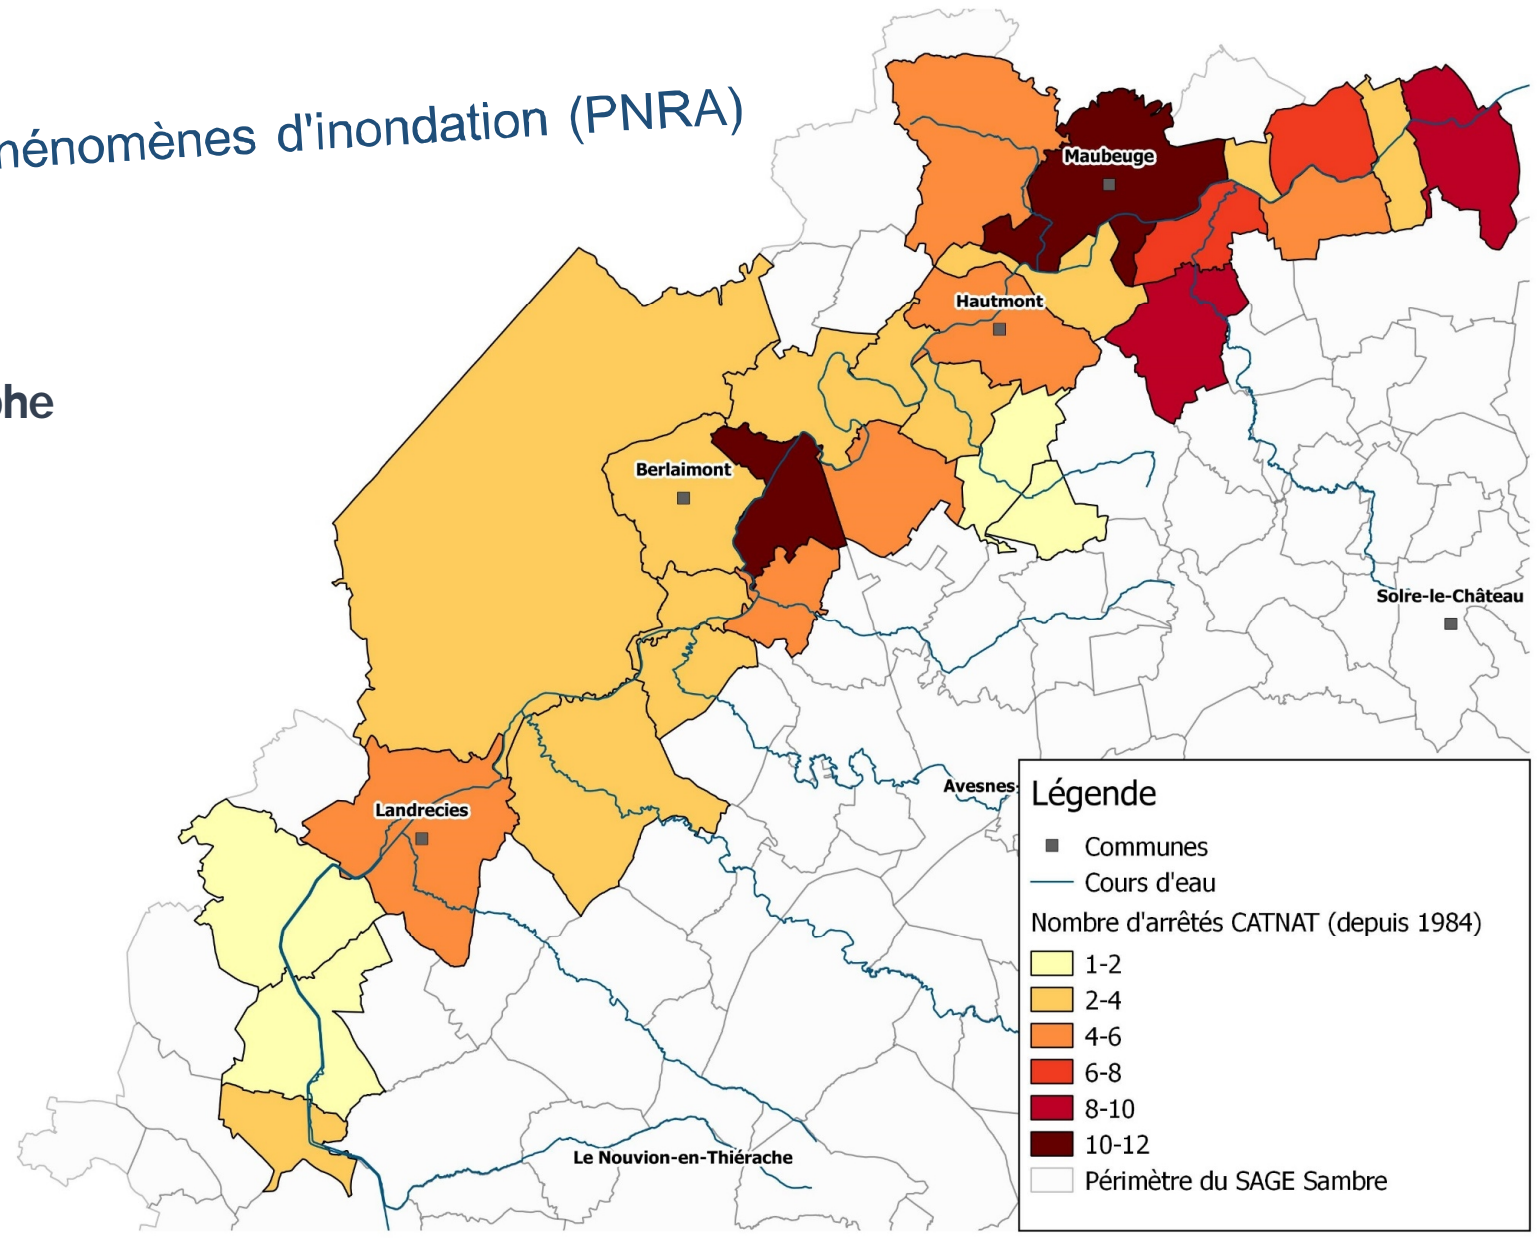 hénomènes d'inondation (PNRA)
phe
Maubeuge
Hautmont
Berlaimont
Solre-le-Château
Avesnes-
Landrecies
Le Nouvion-en-Thiérache
Légende
Communes
Cours d'eau
Nombre d'arrêtés CATNAT (depuis 1984)
1-2
2-4
4-6
6-8
8-10
10-12
Périmètre du SAGE Sambre